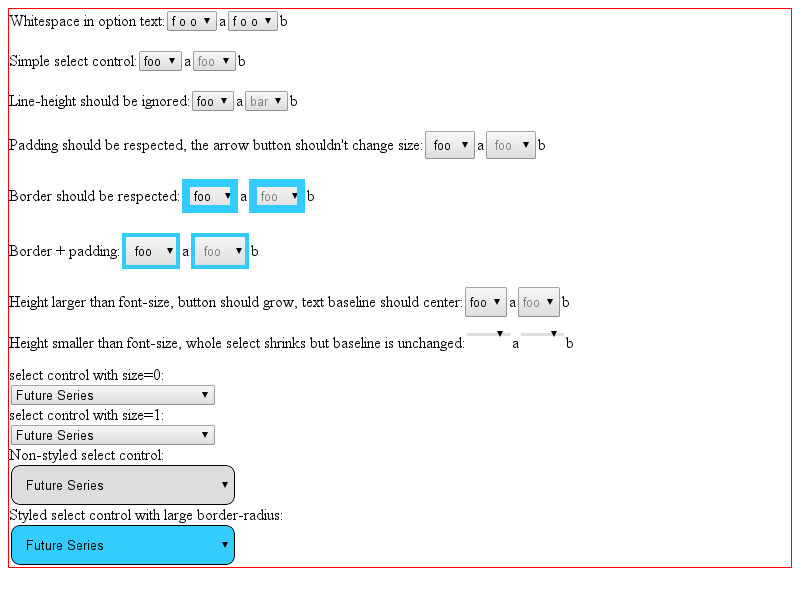 Whitespace in option text: f o o a f o o b
Simple select control: foo a foo b
Line-height should be ignored: foo a bar b
Padding should be respected, the arrow button shouldn't change size: foo a foo b
Border should be respected: foo a foo b
Border + padding: foo a foo b
Height larger than font-size, button should grow, text baseline should center: foo a foo b
Height smaller than font-size, whole select shrinks but baseline is unchanged: a b
select control with size=0:
Future Series
select control with size=1:
Future Series
Non-styled select control:
Future Series
Styled select control with large border-radius:
Future Series